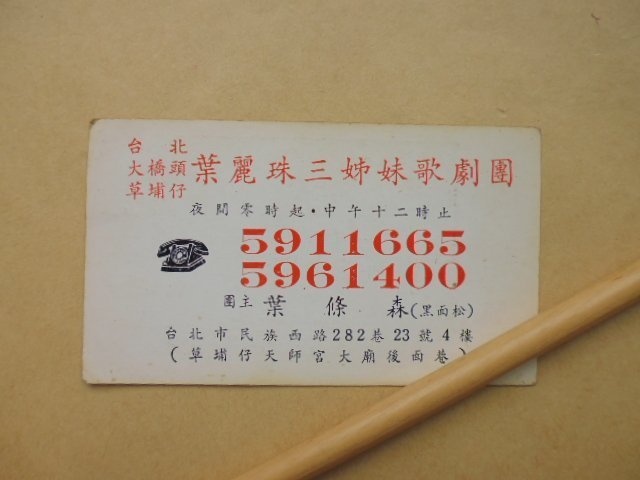 台北
大橋頭
草埔仔
葉麗珠三姊妹歌劇團
夜間零時起·中午十二時止
5911665
5961400
團主 葉條森(黑面松)
台北市民族西路282巷23號4樓
(草埔仔天師宮大廟後面巷)